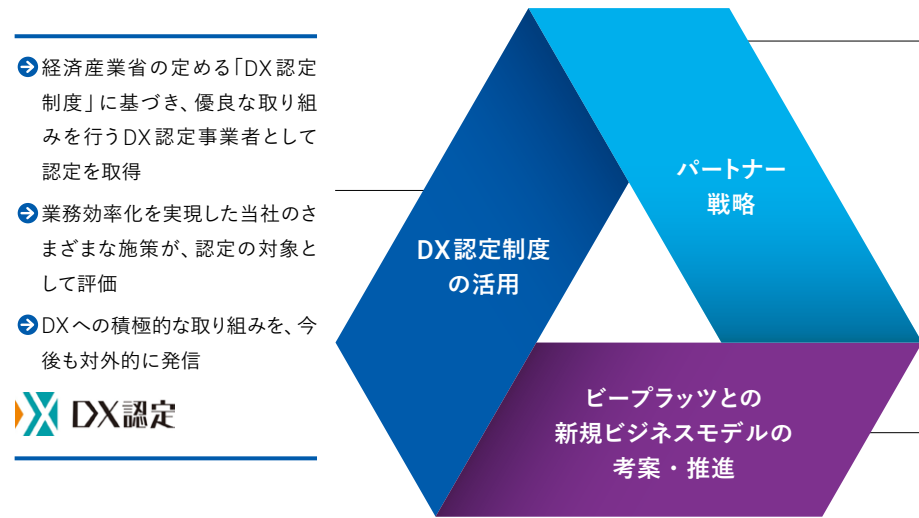 経済産業省の定める「DX認定
制度」に基づき、優良な取り組
みを行うDX認定事業者として
認定を取得
業務効率化を実現した当社のさ
まざまな施策が、認定の対象と
して評価
DXへの積極的な取り組みを、今
後も対外的に発信
DX認定
DX認定制度
の活用
パートナー
戦略
ビープラッツとの
新規ビジネスモデルの
考案・推進